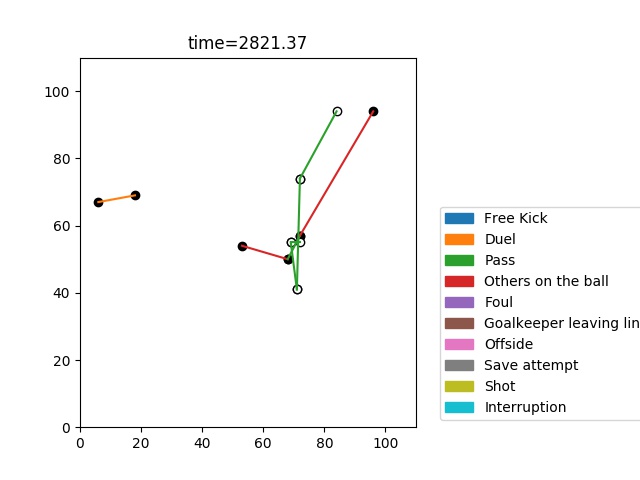 time=2821.37
100
80
60
40
20
0
0 20 40 60 80 100
Free Kick
Duel
Pass
Others on the ball
Foul
Goalkeeper leaving lin
Offside
Save attempt
Shot
Interruption